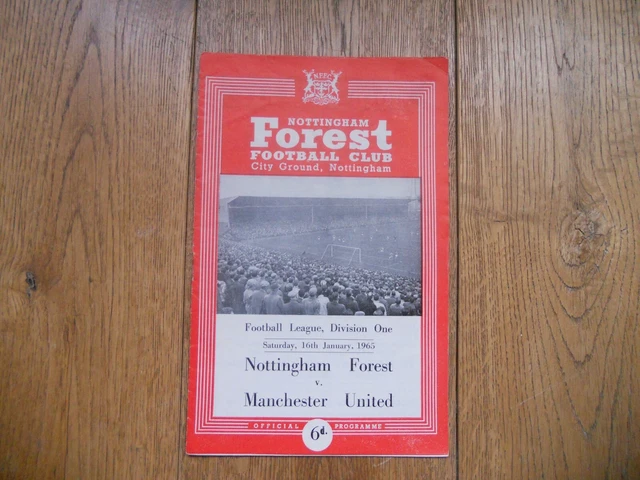 N.F.F.C.
NOTTINGHAM
Forest
FOOTBALL CLUB
City Ground, Nottingham
Football League, Division One
Saturday, 16th January, 1965
Nottingham Forest
v.
Manchester United
OFFICIAL PROGRAMME
6d.